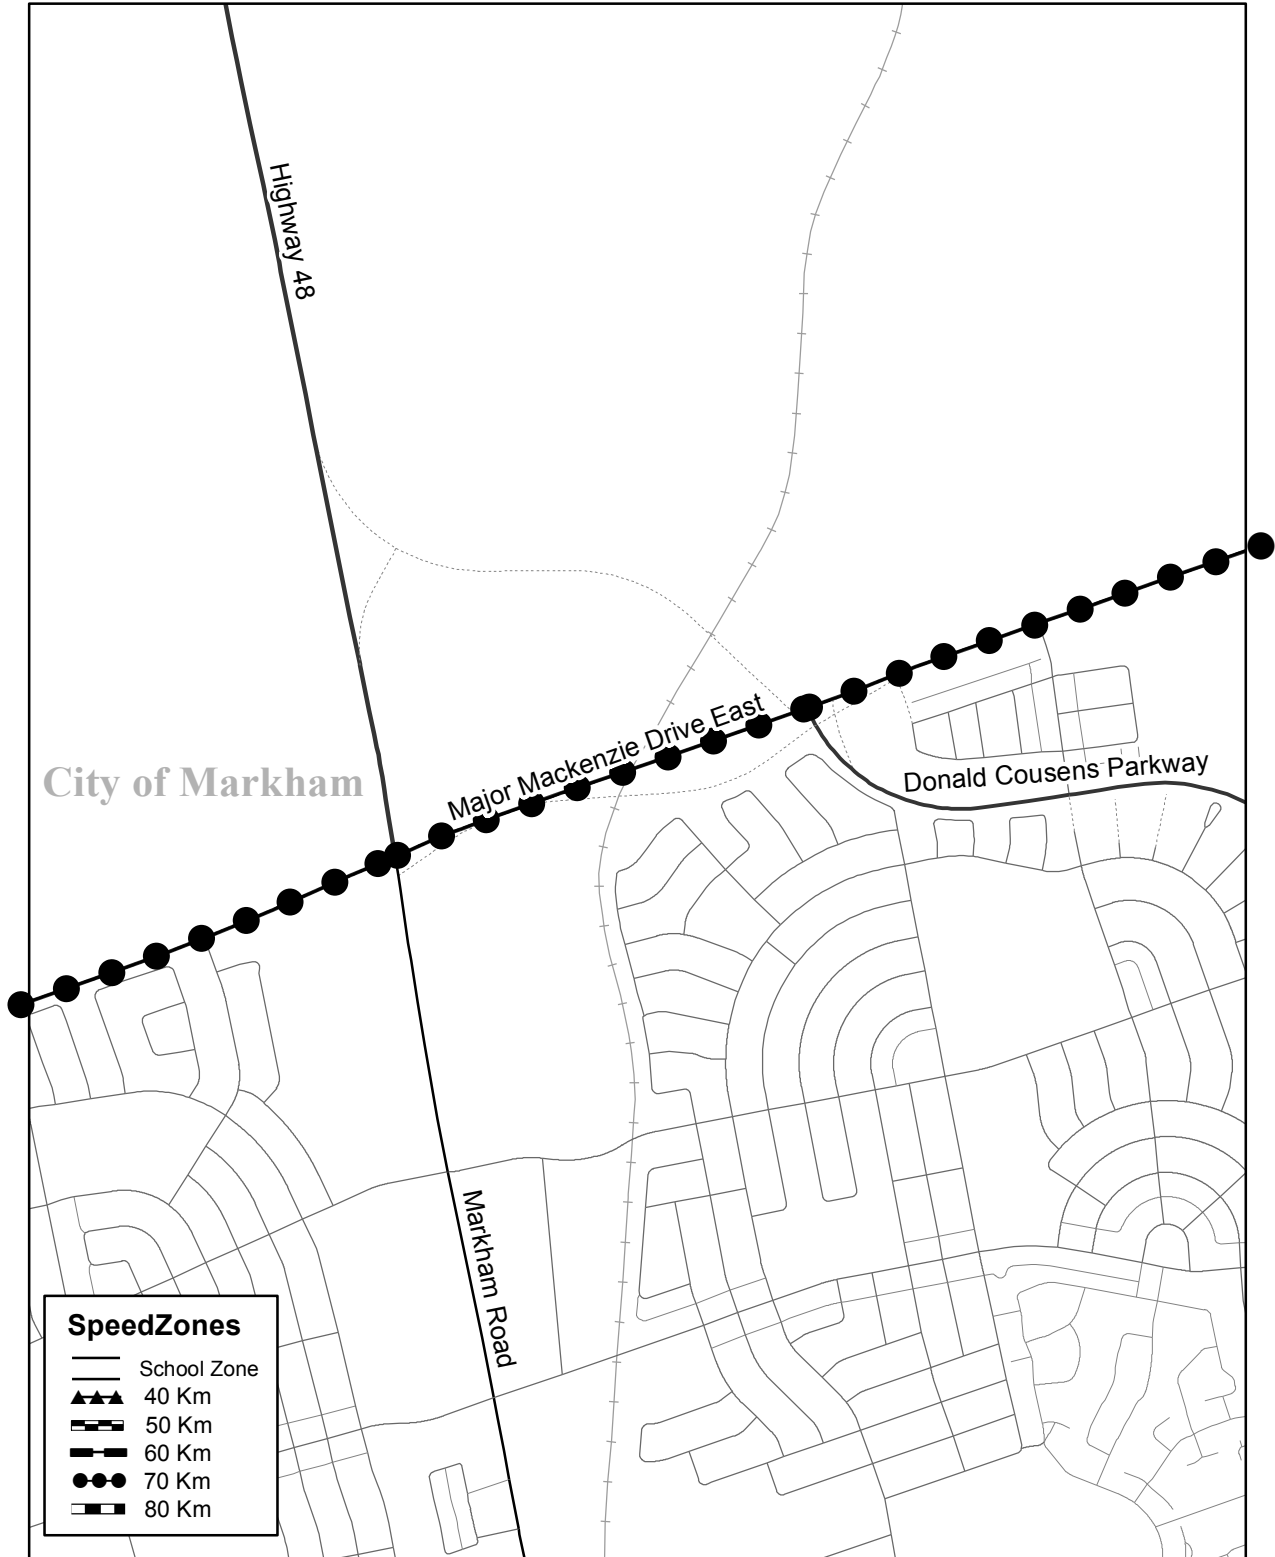 Highway 48
Major Mackenzie Drive East
Donald Cousens Parkway
City of Markham
Markham Road
SpeedZones
School Zone
40 Km
50 Km
60 Km
70 Km
80 Km